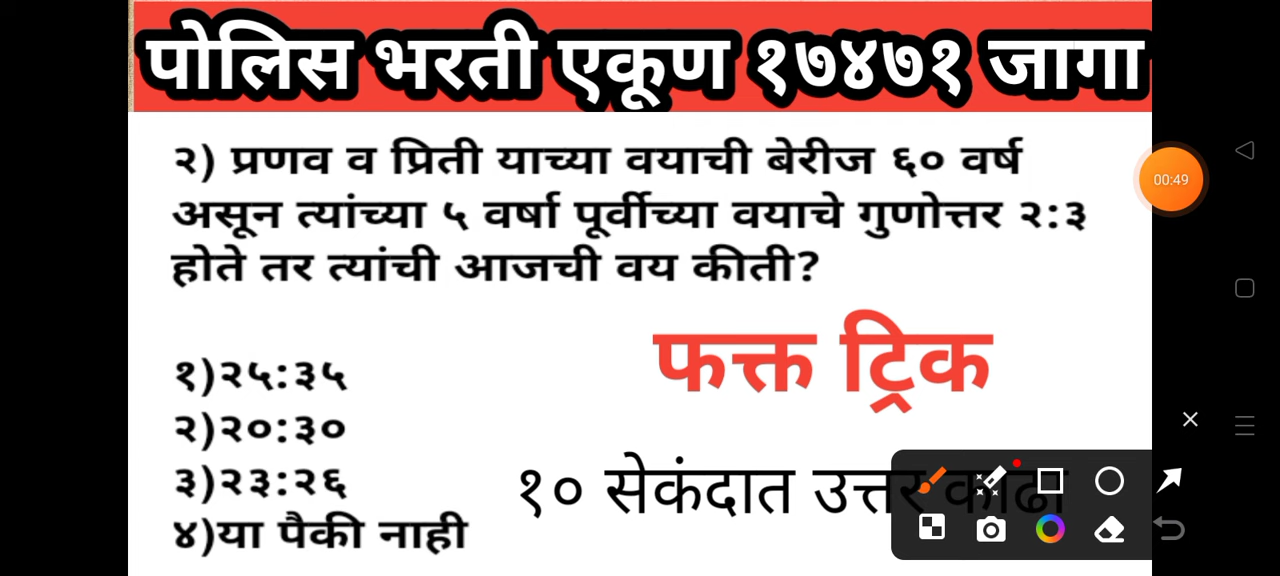 पोलिस भरती एकूण १७४७१ जागा
00:49
२) प्रणव व प्रिती याच्या वयाची बेरीज ६० वर्ष
असून त्यांच्या ५ वर्षा पूर्वीच्या वयाचे गुणोत्तर २:३
होते तर त्यांची आजची वय कीती?
फक्त ट्रिक
१)२५:३५
२)२०:३०
३)२३:२६
४)या पैकी नाही
१० सेकंदात उत्तर काढा